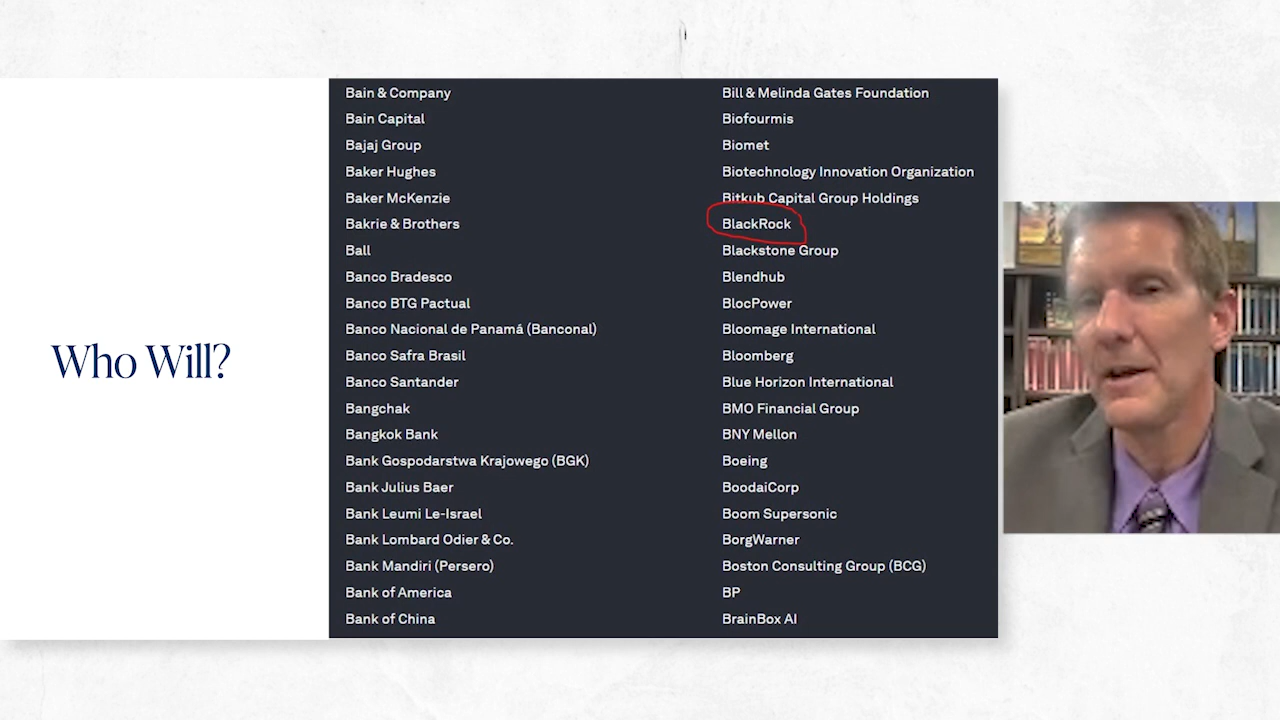 Who Will?
Bain & Company
Bain Capital
Bajaj Group
Baker Hughes
Baker McKenzie
Bakrie & Brothers
Ball
Banco Bradesco
Banco BTG Pactual
Banco Nacional de Panamá (Banconal)
Banco Safra Brasil
Banco Santander
Bangchak
Bangkok Bank
Bank Gospodarstwa Krajowego (BGK)
Bank Julius Baer
Bank Leumi Le-Israel
Bank Lombard Odier & Co.
Bank Mandiri (Persero)
Bank of America
Bank of China
Bill & Melinda Gates Foundation
Biofourmis
Biomet
Biotechnology Innovation Organization
Bitkub Capital Group Holdings
BlackRock
Blackstone Group
Blendhub
BlocPower
Bloomage International
Bloomberg
Blue Horizon International
BMO Financial Group
BNY Mellon
Boeing
BoodaiCorp
Boom Supersonic
BorgWarner
Boston Consulting Group (BCG)
BP
BrainBox AI